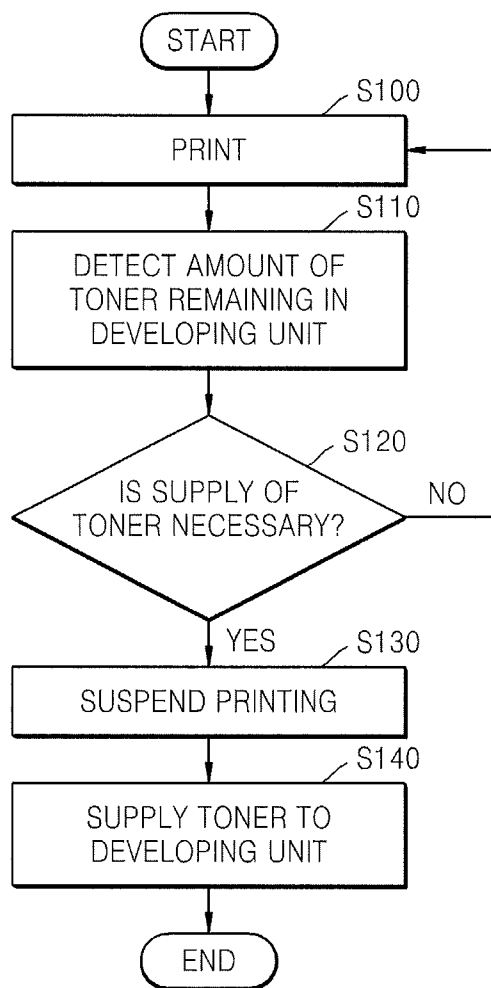 START
S100
PRINT
S110
DETECT AMOUNT OF
TONER REMAINING IN
DEVELOPING UNIT
S120
IS SUPPLY OF
TONER NECESSARY?
NO
YES
S130
SUSPEND PRINTING
S140
SUPPLY TONER TO
DEVELOPING UNIT
END